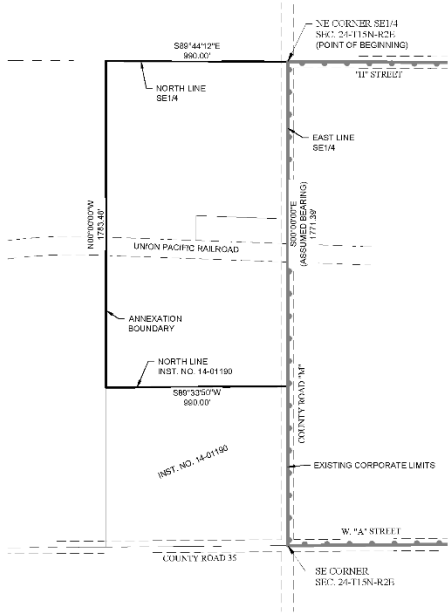 NE CORNER SE1/4
SEC. 24-T15N-R2E
(POINT OF BEGINNING)
S89°44'12"E
990.00'
"H" STREET
NORTH LINE
SE1/4
EAST LINE
SE1/4
N00°00'00"W
1783.48'
S00°00'00"E
(ASSUMED BEARING)
1771.39'
UNION PACIFIC RAILROAD
ANNEXATION
BOUNDARY
NORTH LINE
INST. NO. 14-01190
S89°33'50"W
990.00'
COUNTY ROAD "M"
INST. NO. 14-01190
EXISTING CORPORATE LIMITS
W. "A" STREET
COUNTY ROAD 35
SE CORNER
SEC. 24-T15N-R2E